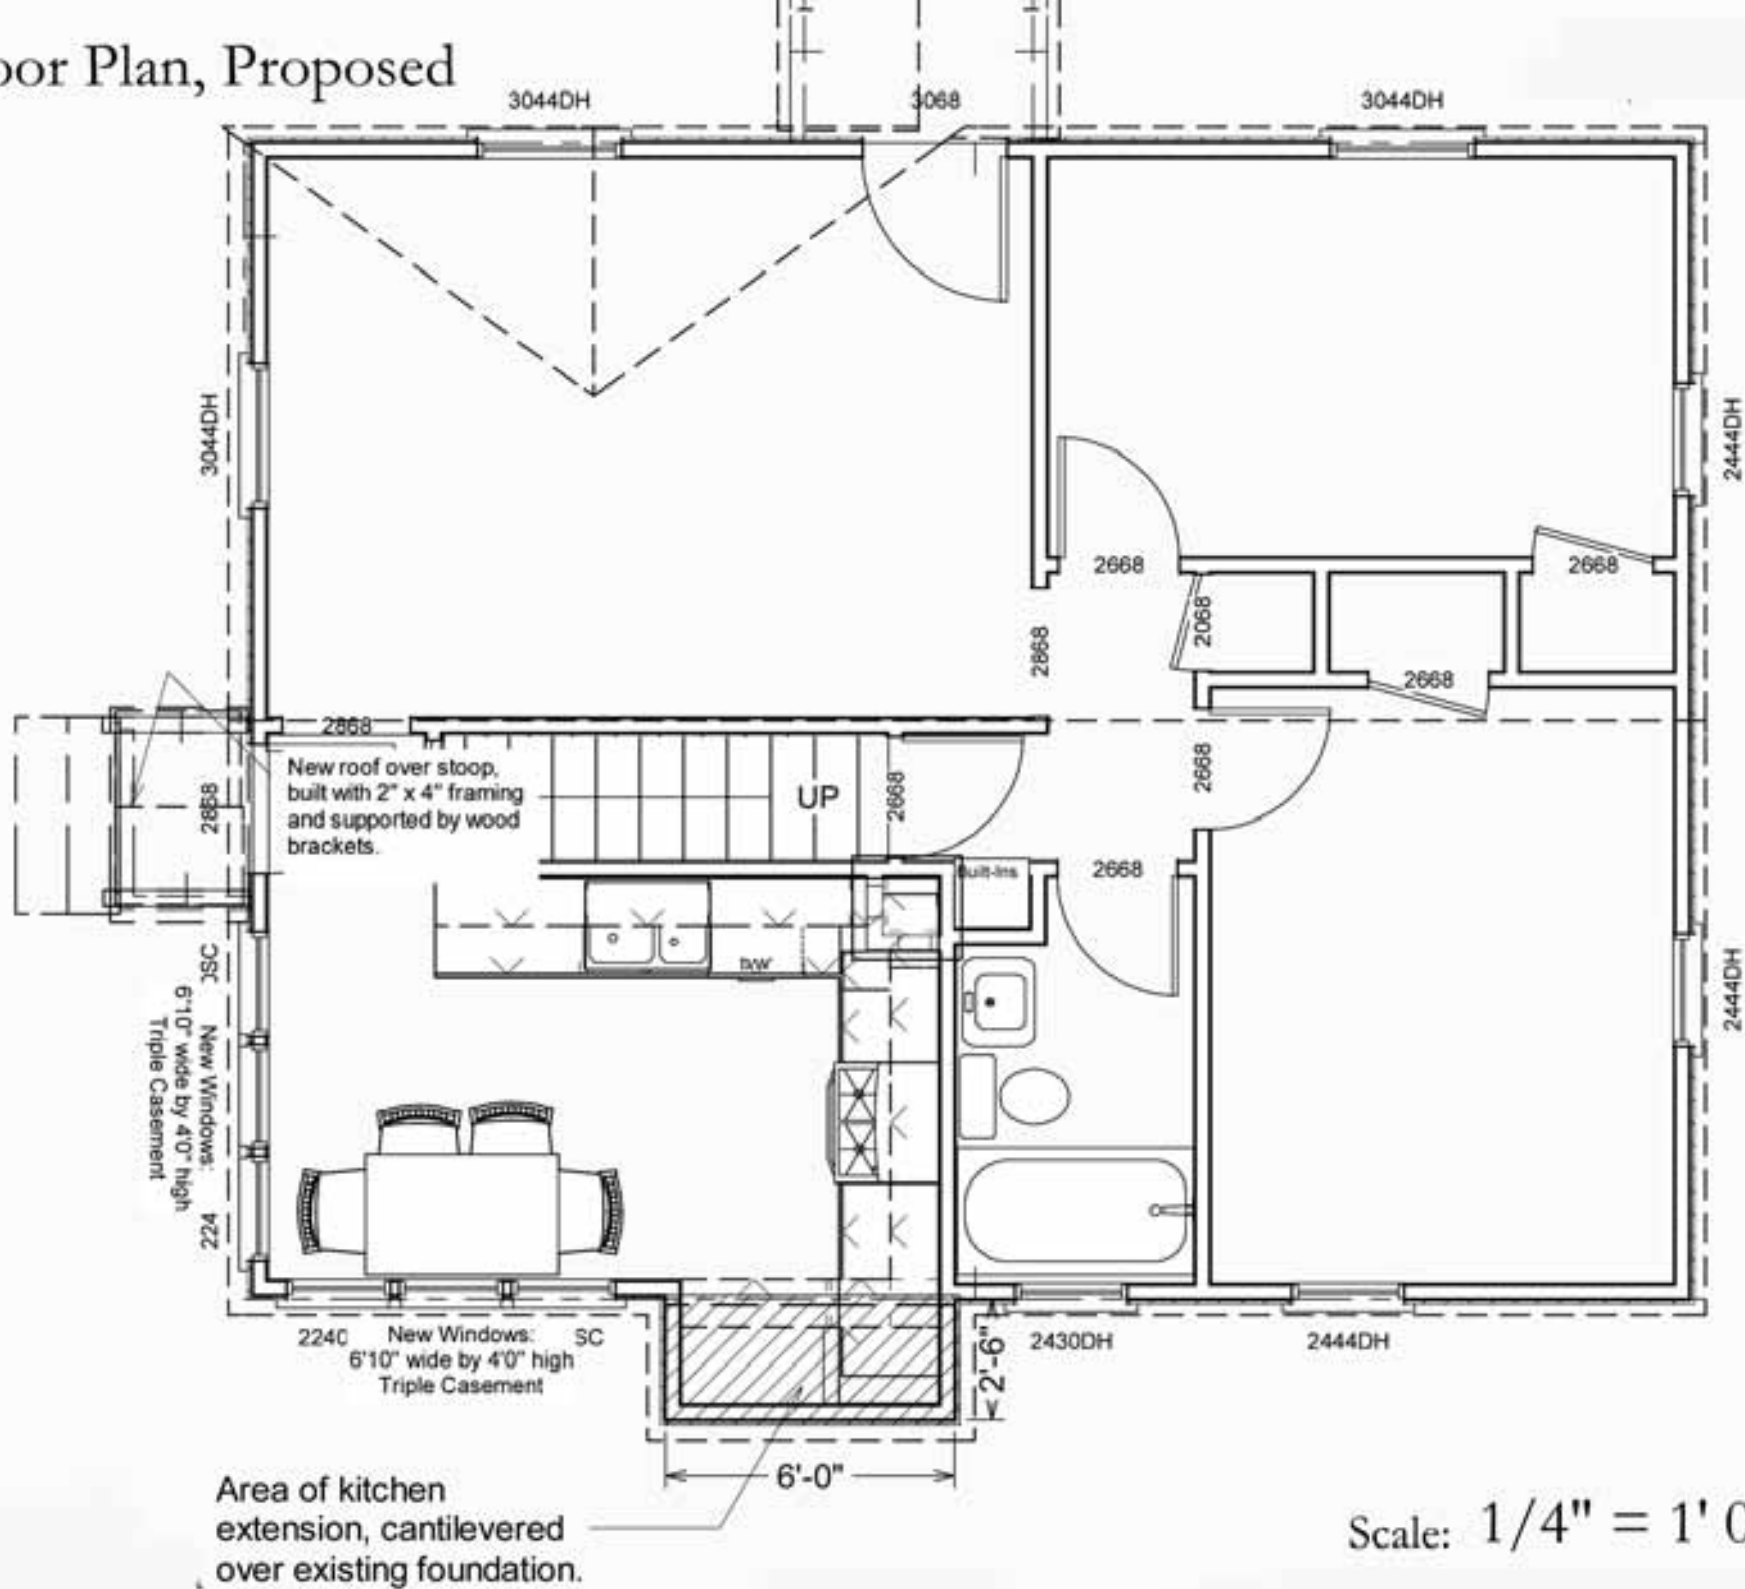 oor Plan, Proposed
3044DH
3068
3044DH
3044DH
2444DH
2668
2668
2068
2868
2668
2868
New roof over stoop,
built with 2" x 4" framing
and supported by wood
brackets.
UP
2668
2668
2868
2668
Built-Ins
D/W
2444DH
New Windows:
6'10" wide by 4'0" high
Triple Casement
224
2240
New Windows:
6'10" wide by 4'0" high
Triple Casement
SC
2'-6"
2430DH
2444DH
6'-0"
Area of kitchen
extension, cantilevered
over existing foundation.
Scale: 1/4" = 1' 0